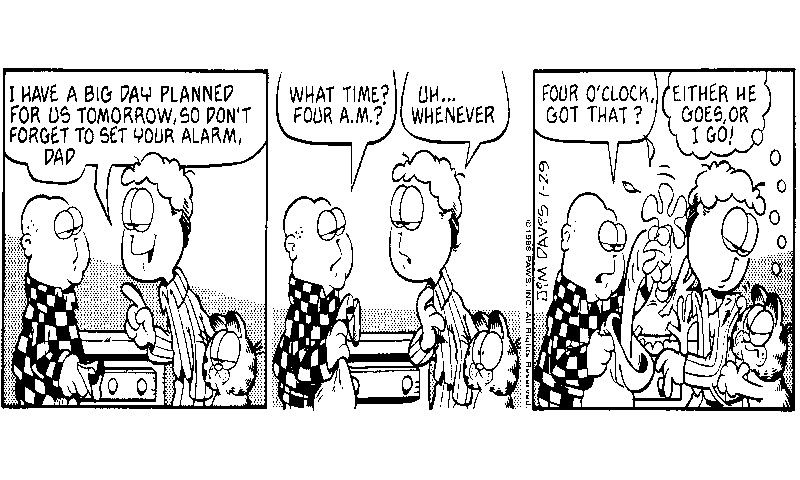 I HAVE A BIG DAY PLANNED
FOR US TOMORROW, SO DON'T
FORGET TO SET YOUR ALARM,
DAD
WHAT TIME?
FOUR A.M.?
UH...
WHENEVER
© 1988 PAWS, INC. All Rights Reserved.
FOUR O'CLOCK,
GOT THAT?
EITHER HE
GOES, OR
I GO!
JIM DAVIS 1-29